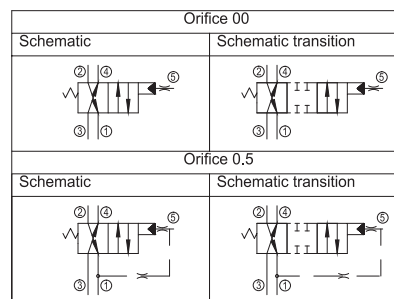 Orifice 00
Schematic Schematic transition
② ④ ② ④
⑤ ⑤
③ ① ③ ①
Orifice 0.5
Schematic Schematic transition
② ④ ② ④
⑤ ⑤
③ ① ③ ①